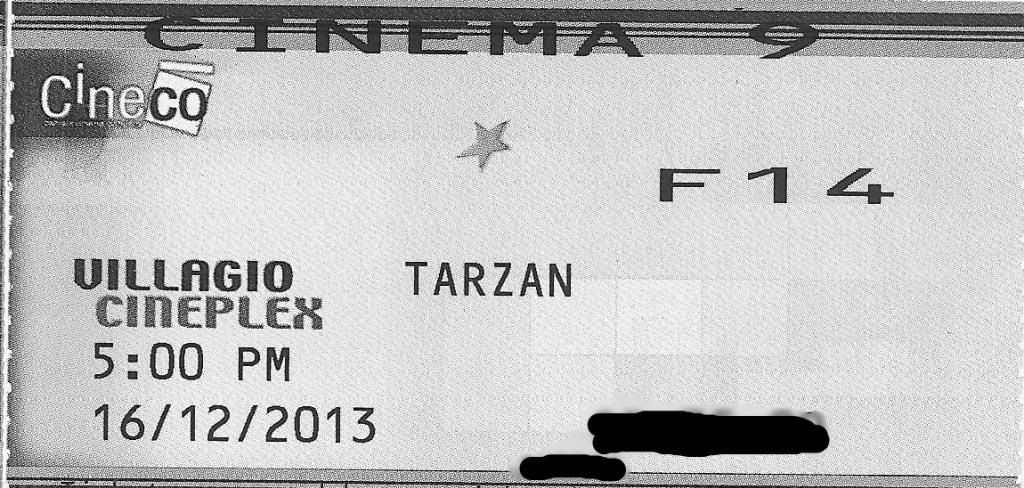 CINEMA 9
Cineco
F14
VILLAGIO
CINEPLEX
TARZAN
5:00 PM
16/12/2013